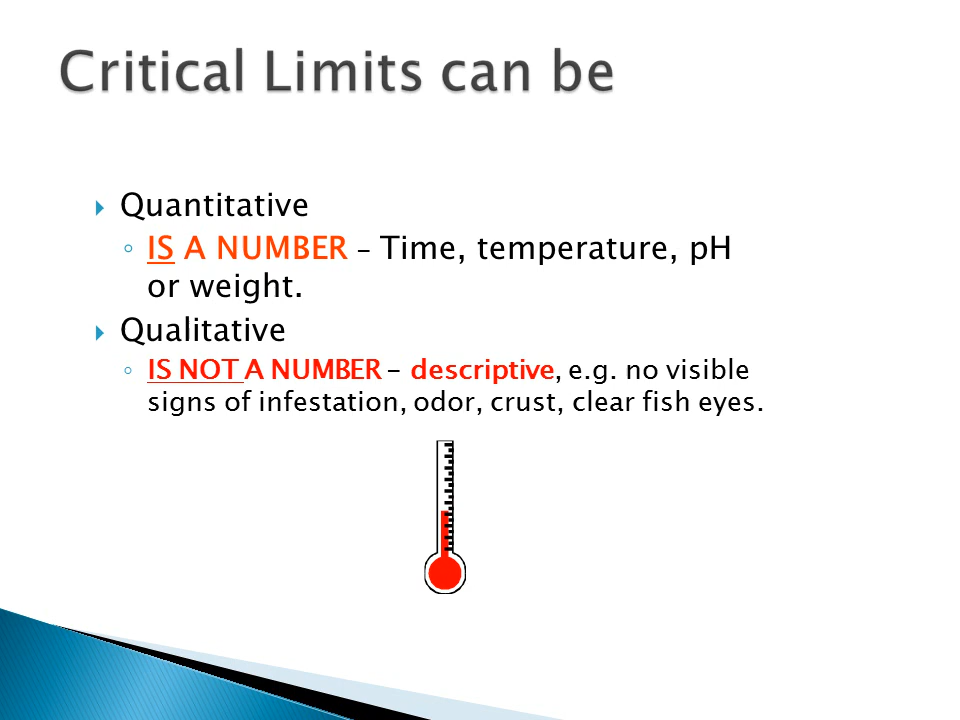 Critical Limits can be
Quantitative
IS A NUMBER – Time, temperature, pH
or weight.
Qualitative
IS NOT A NUMBER - descriptive, e.g. no visible
signs of infestation, odor, crust, clear fish eyes.